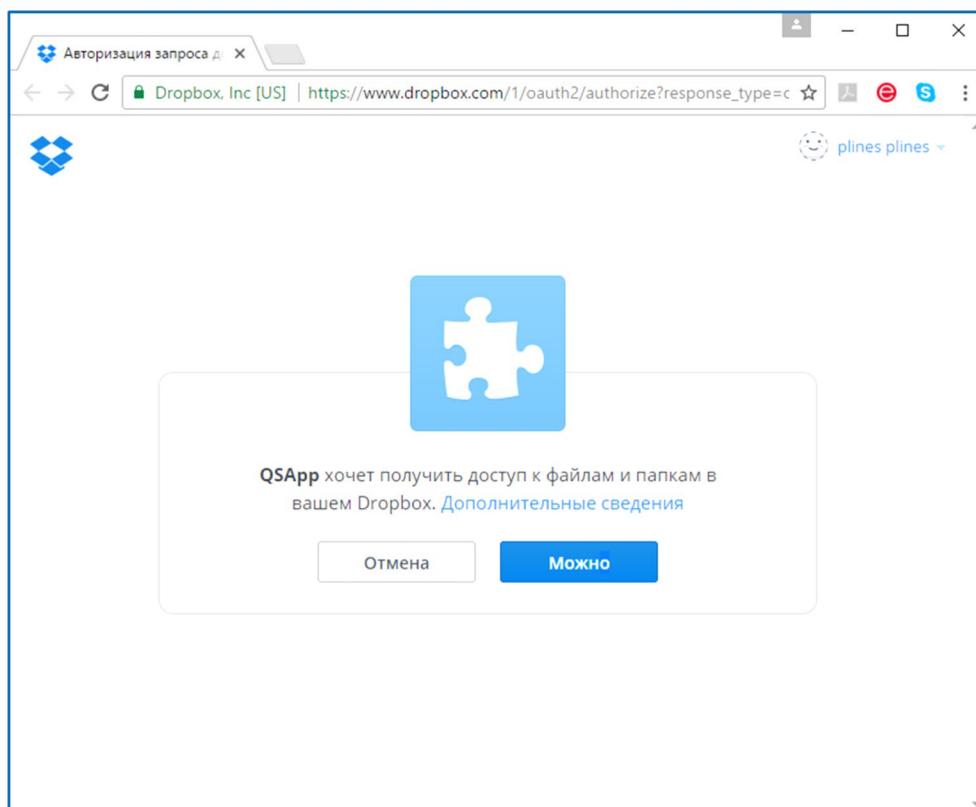 Авторизация запроса д
Dropbox, Inc [US] | https://www.dropbox.com/1/oauth2/authorize?response_type=c
plines plines
QSApp хочет получить доступ к файлам и папкам в
вашем Dropbox. Дополнительные сведения
Отмена
Можно